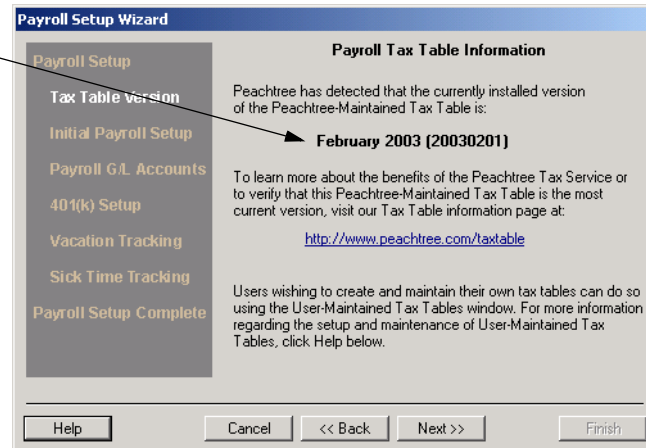 Payroll Setup Wizard
Payroll Setup
Tax Table Version
Initial Payroll Setup
Payroll G/L Accounts
401(k) Setup
Vacation Tracking
Sick Time Tracking
Payroll Setup Complete
Payroll Tax Table Information
Peachtree has detected that the currently installed version
of the Peachtree-Maintained Tax Table is:
February 2003 (20030201)
To learn more about the benefits of the Peachtree Tax Service or
to verify that this Peachtree-Maintained Tax Table is the most
current version, visit our Tax Table information page at:
http://www.peachtree.com/taxtable
Users wishing to create and maintain their own tax tables can do so
using the User-Maintained Tax Tables window. For more information
regarding the setup and maintenance of User-Maintained Tax
Tables, click Help below.
Help
Cancel
<< Back
Next >>
Finish